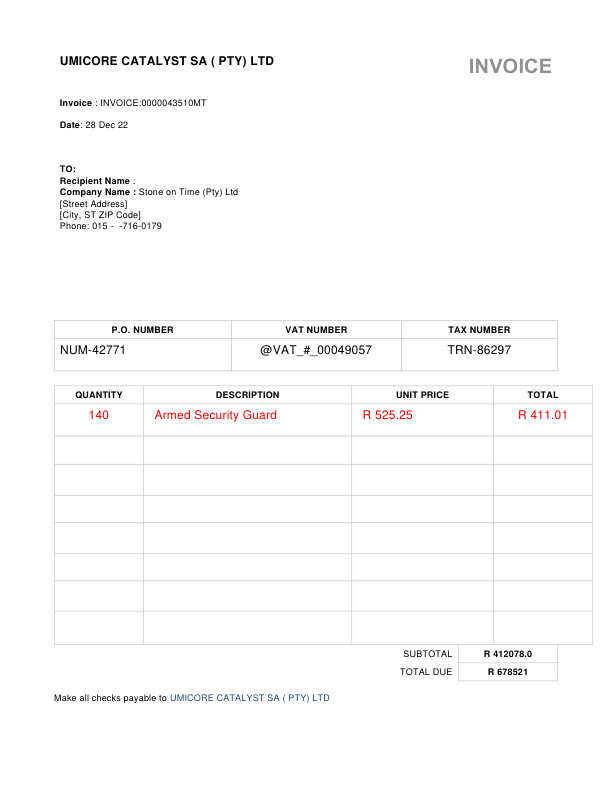 UMICORE CATALYST SA ( PTY) LTD
INVOICE
Invoice : INVOICE:0000043510MT
Date: 28 Dec 22
TO:
Recipient Name :
Company Name : Stone on Time (Pty) Ltd
[Street Address]
[City, ST ZIP Code]
Phone: 015 - -716-0179
P.O. NUMBER VAT NUMBER TAX NUMBER
NUM-42771 @VAT_#_00049057 TRN-86297
QUANTITY DESCRIPTION UNIT PRICE TOTAL
140 Armed Security Guard R 525.25 R 411.01
SUBTOTAL R 412078.0
TOTAL DUE R 678521
Make all checks payable to UMICORE CATALYST SA ( PTY) LTD